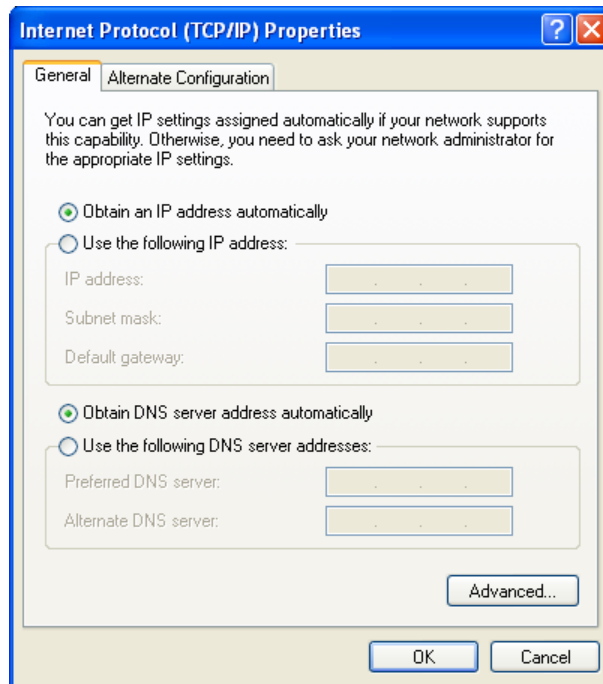 Internet Protocol (TCP/IP) Properties
General
Alternate Configuration
You can get IP settings assigned automatically if your network supports
this capability. Otherwise, you need to ask your network administrator for
the appropriate IP settings.
Obtain an IP address automatically
Use the following IP address:
IP address:
Subnet mask:
Default gateway:
Obtain DNS server address automatically
Use the following DNS server addresses:
Preferred DNS server:
Alternate DNS server:
Advanced...
OK
Cancel